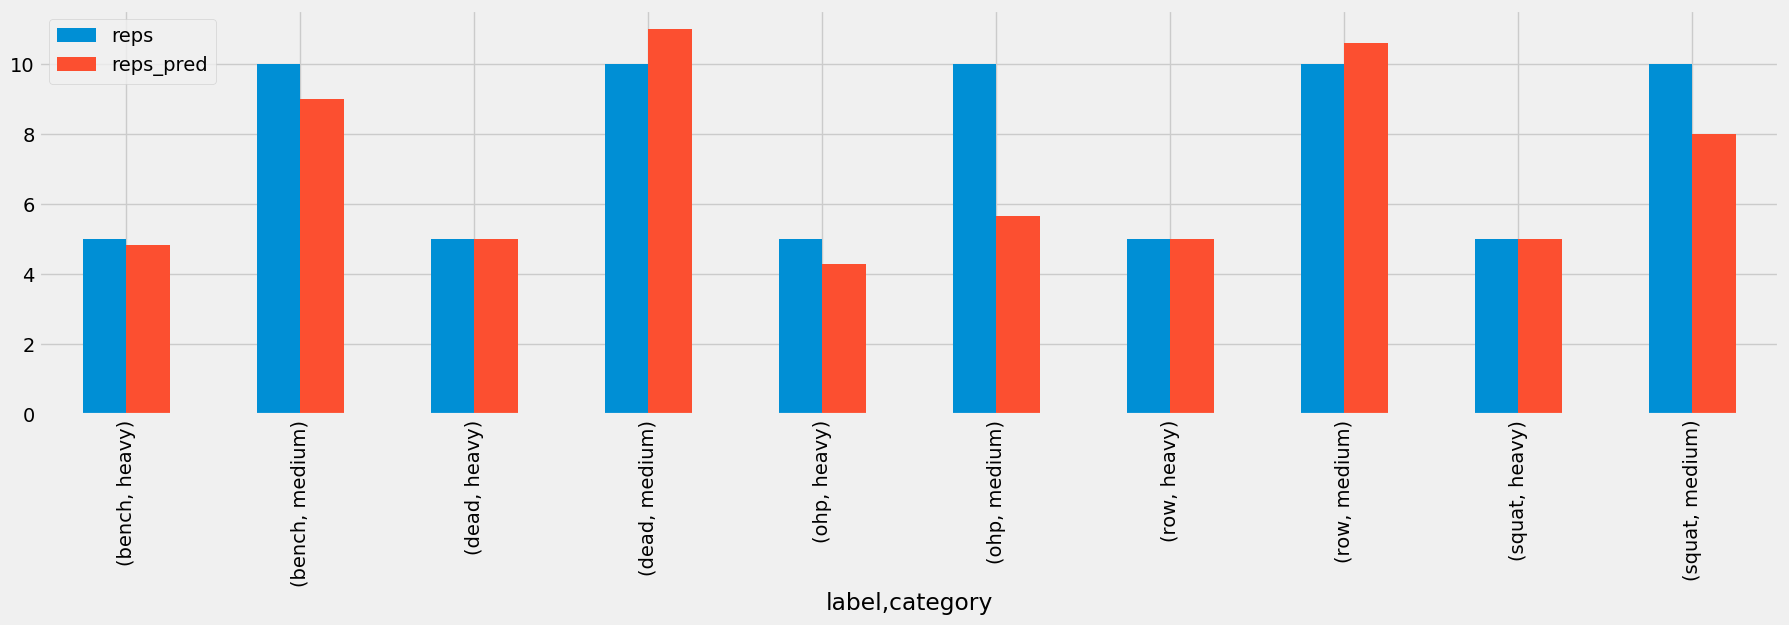 reps
reps_pred
10
8
6
4
2
0
(bench, heavy)
(bench, medium)
(dead, heavy)
(dead, medium)
(ohp, heavy)
(ohp, medium)
(row, heavy)
(row, medium)
(squat, heavy)
(squat, medium)
label,category